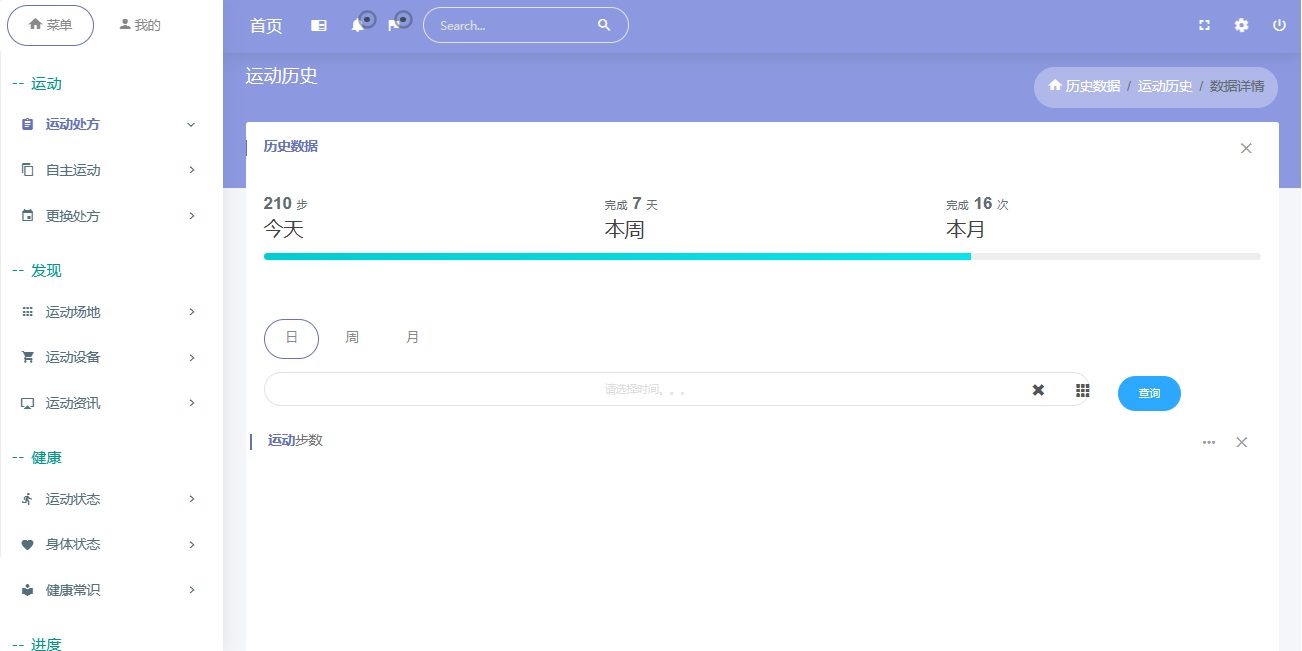 菜单
我的
-- 运动
运动处方
自主运动
更换处方
-- 发现
运动场地
运动设备
运动资讯
-- 健康
运动状态
身体状态
健康常识
-- 进度
首页
Search...
运动历史
历史数据 / 运动历史 / 数据详情
历史数据
210 步
今天
完成 7 天
本周
完成 16 次
本月
日
周
月
请选择时间。。。
查询
运动步数